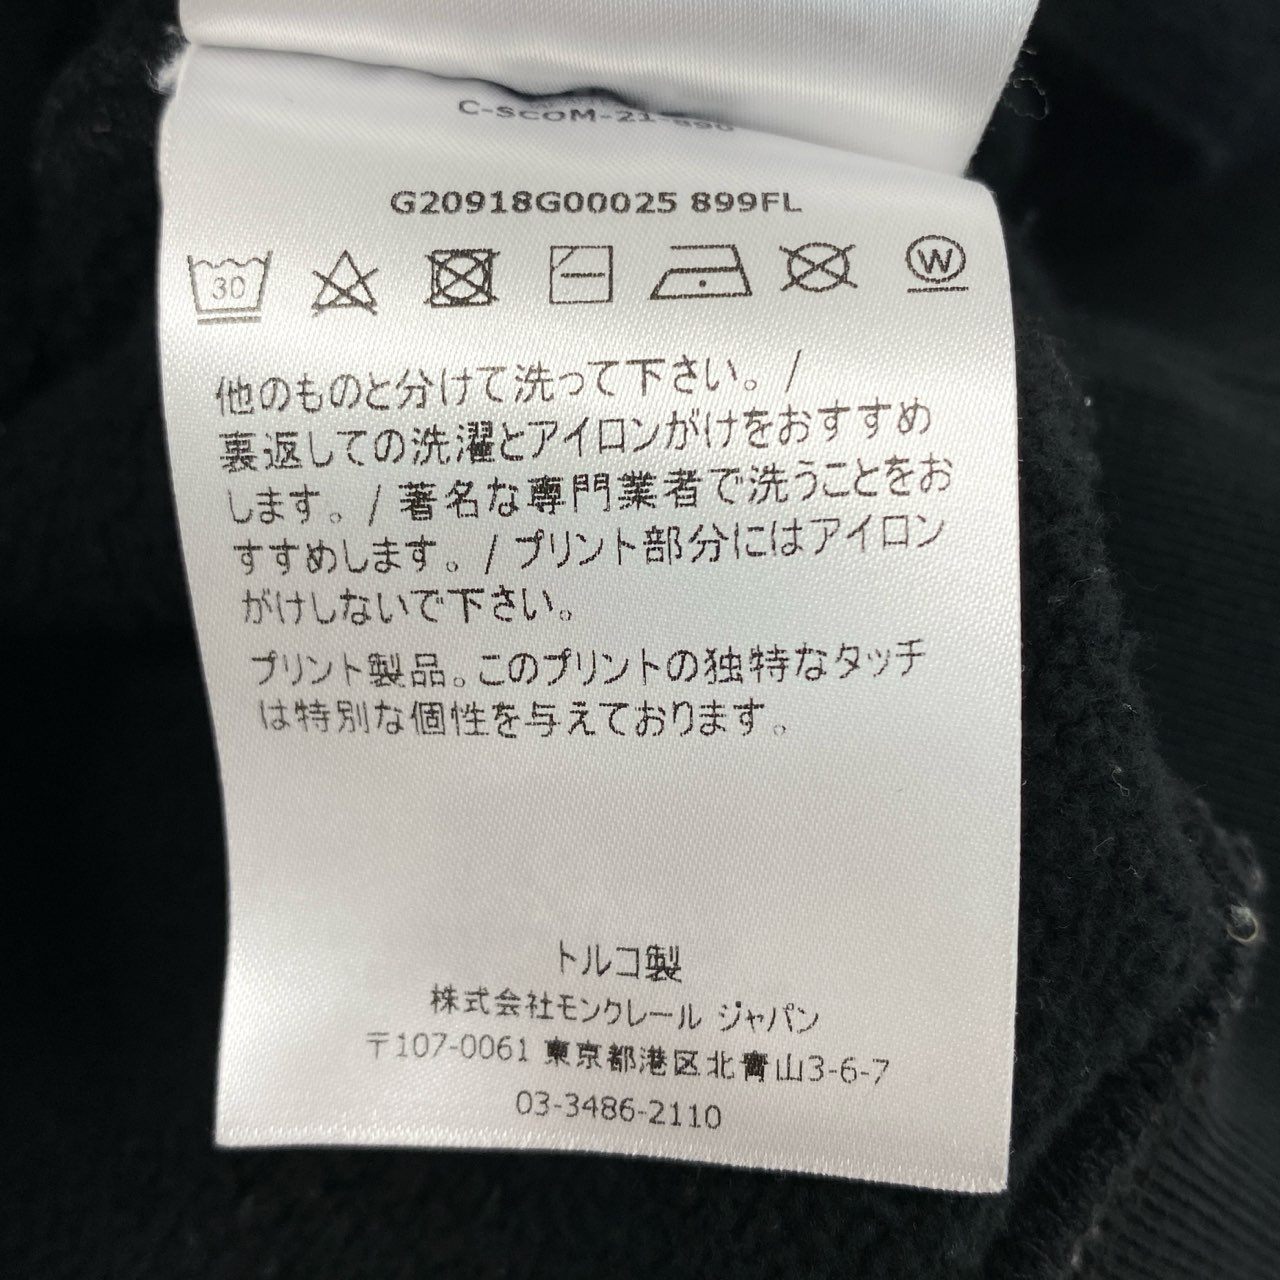 C-SCOM-21-
G20918G00025 899FL
30
W
他のものと分けて洗って下さい。/
裏返しての洗濯とアイロンがけをおすすめ
します。/ 著名な専門業者で洗うことをお
すすめします。/ プリント部分にはアイロン
がけしないで下さい。
プリント製品。このプリントの独特なタッチ
は特別な個性を与えております。
トルコ製
株式会社モンクレール ジャパン
〒107-0061 東京都港区北青山3-6-7
03-3486-2110